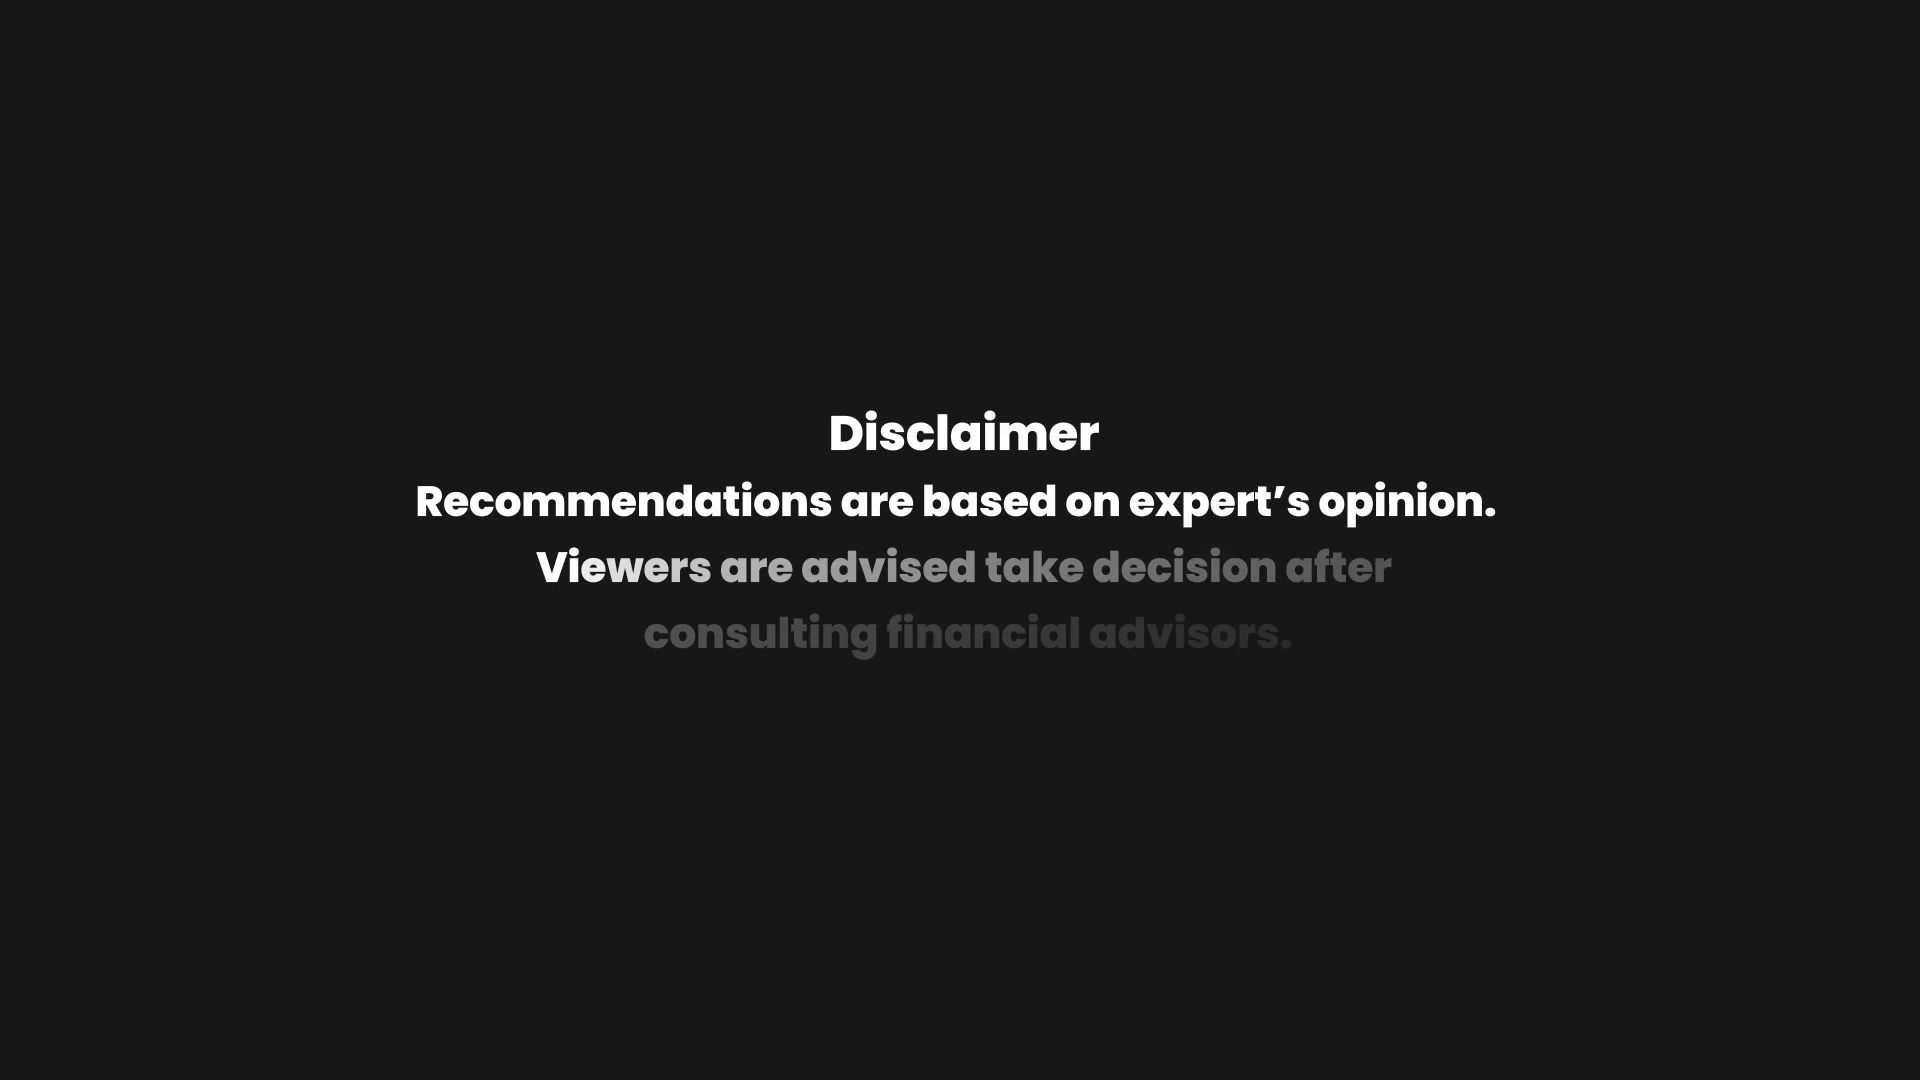 Disclaimer
Recommendations are based on expert’s opinion.
Viewers are advised take decision after
consulting financial advisors.